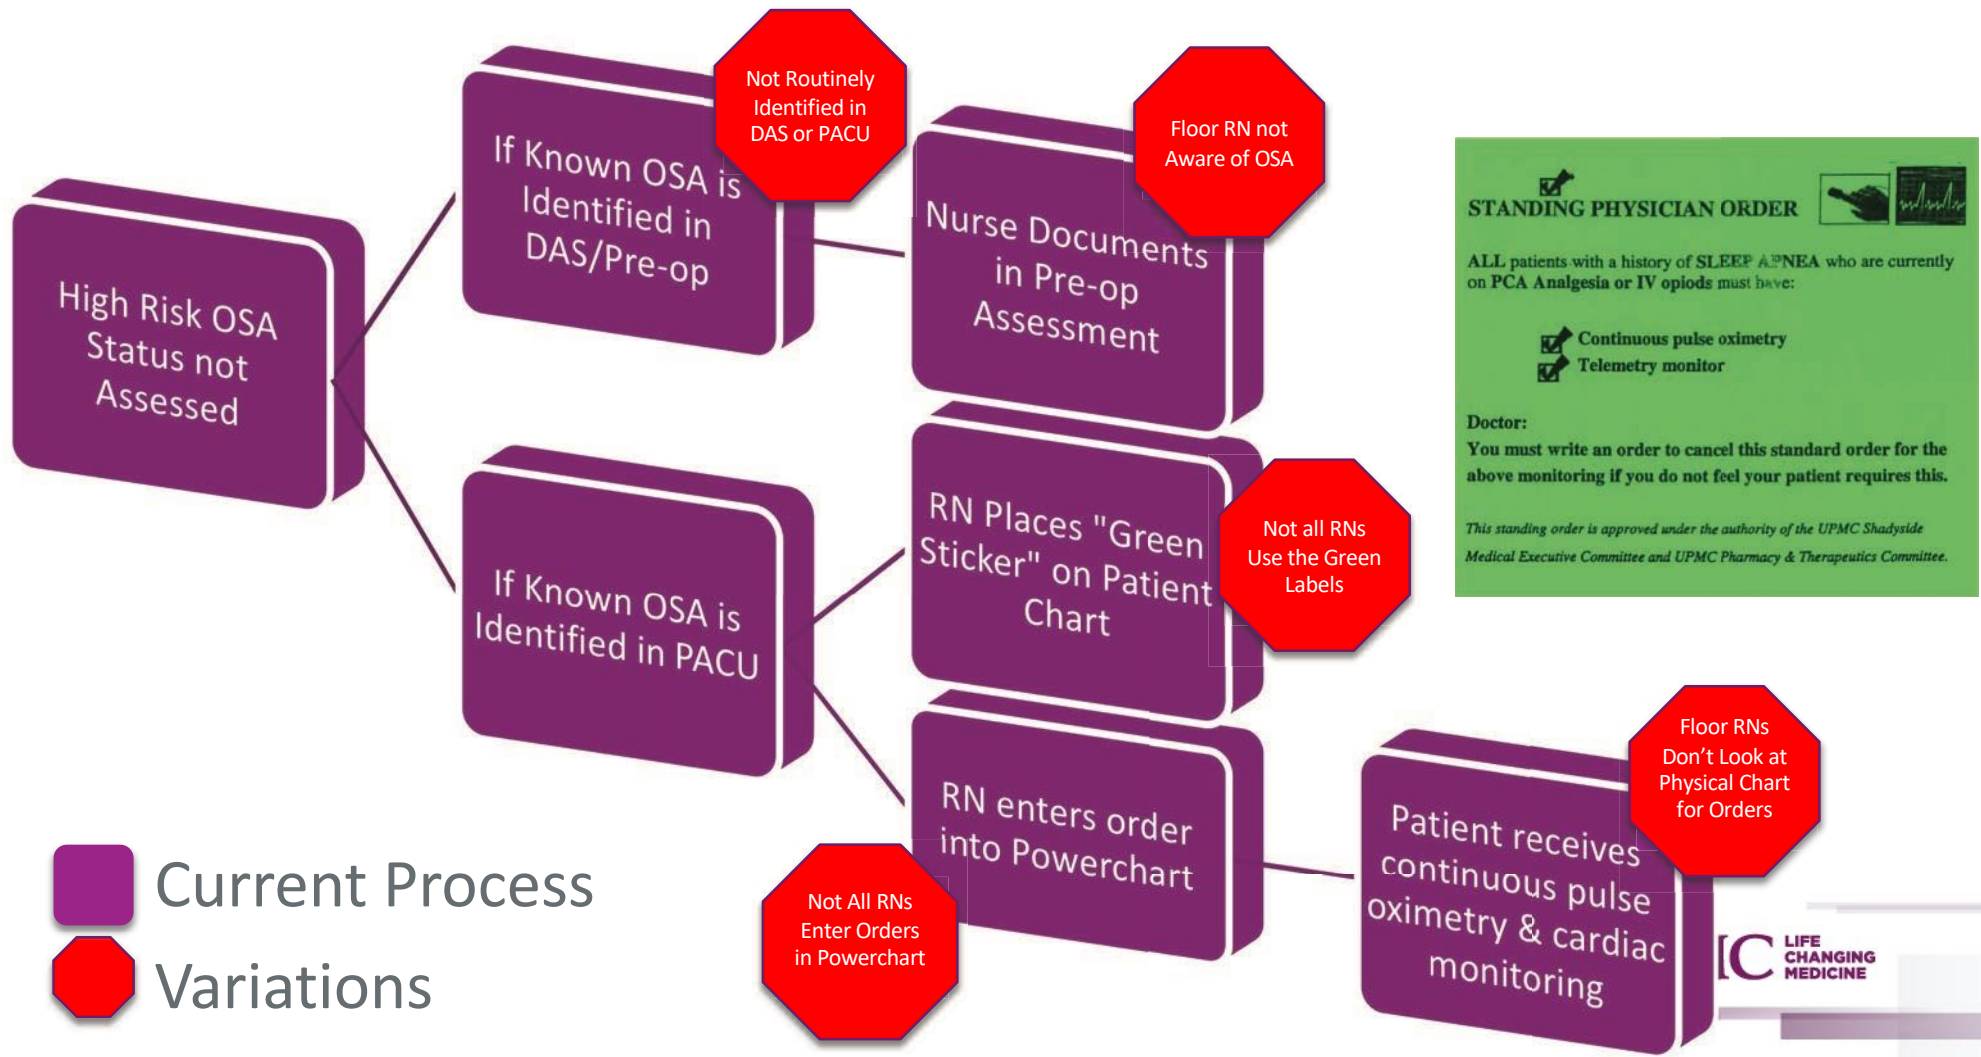 High Risk OSA
Status not
Assessed
If Known OSA is
Identified in
DAS/Pre-op
Not Routinely
Identified in
DAS or PACU
Nurse Documents
in Pre-op
Assessment
Floor RN not
Aware of OSA
If Known OSA is
Identified in PACU
RN Places "Green
Sticker" on Patient
Chart
Not all RNs
Use the Green
Labels
RN enters order
into Powerchart
Not All RNs
Enter Orders
in Powerchart
Patient receives
continuous pulse
oximetry & cardiac
monitoring
Floor RNs
Don’t Look at
Physical Chart
for Orders
STANDING PHYSICIAN ORDER
ALL patients with a history of SLEEP APNEA who are currently
on PCA Analgesia or IV opiods must have:
Continuous pulse oximetry
Telemetry monitor
Doctor:
You must write an order to cancel this standard order for the
above monitoring if you do not feel your patient requires this.
This standing order is approved under the authority of the UPMC Shadyside
Medical Executive Committee and UPMC Pharmacy & Therapeutics Committee.
Current Process
Variations
C LIFE
CHANGING
MEDICINE